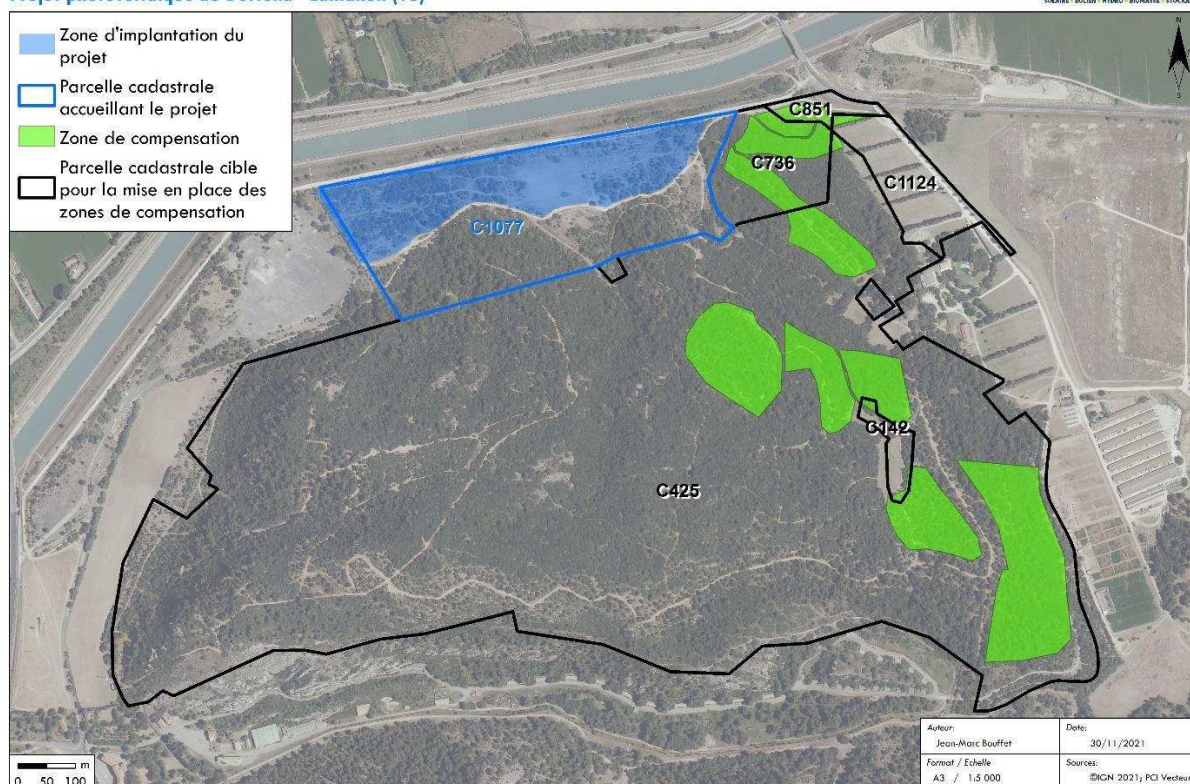 Zone d'implantation du
projet
Parcelle cadastrale
accueillant le projet
Zone de compensation
Parcelle cadastrale cible
pour la mise en place des
zones de compensation
N
S
C851
C736
C1124
C1077
C142
C425
m
0 50 100
Auteur:
Jean-Marc Bouffet
Date:
30/11/2021
Format / Echelle
A3 / 1:5 000
Sources:
©IGN 2021; PCI Vecteur